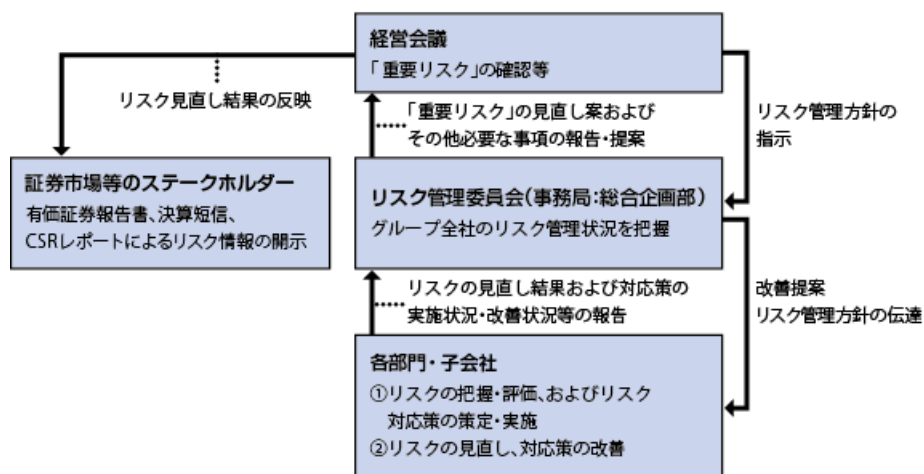 経営会議
「重要リスク」の確認等
リスク見直し結果の反映
「重要リスク」の見直し案および
その他必要な事項の報告・提案
リスク管理方針の
指示
証券市場等のステークホルダー
有価証券報告書、決算短信、
CSRレポートによるリスク情報の開示
リスク管理委員会（事務局：総合企画部）
グループ全社のリスク管理状況を把握
リスクの見直し結果および対応策の
実施状況・改善状況等の報告
改善提案
リスク管理方針の伝達
各部門・子会社
①リスクの把握・評価、およびリスク
対応策の策定・実施
②リスクの見直し、対応策の改善